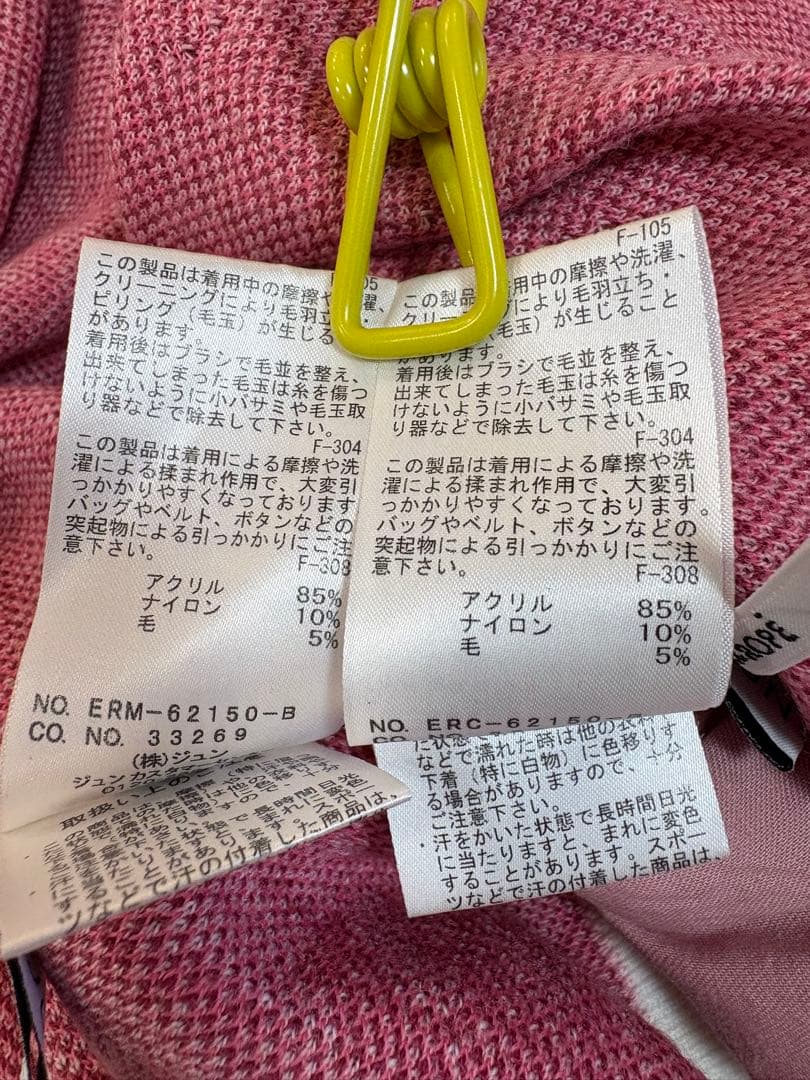 この製品は着用中の摩擦や
クリーニングにより毛羽立
ピリング（毛玉）が生じる
があります。
着用後はブラシで毛並を整え、
出来てしまった毛玉は糸を傷つ
けないように小バサミや毛玉取
り器などで除去して下さい。
F-304
この製品は着用による摩擦や洗
濯による揉まれ作用で、大変引
っかかりやすくなっております
バッグやベルト、ボタンなどの
突起物による引っかかりにご注
意下さい。
F-308
アクリル 85%
ナイロン 10%
毛 5%
NO. ERM-62150-B
CO. NO. 33269
(株)ジュン
取扱い上の
ツなどで汗の付着した商品は、
F-105
この製品 用中の摩擦や洗濯、
により毛羽立ち・
毛玉）が生じること
があります。
着用後はブラシで毛並を整え、
出来てしまった毛玉は糸を傷つ
けないように小バサミや毛玉取
り器などで除去して下さい。
F-304
この製品は着用による摩擦や洗
濯による揉まれ作用で、大変引
っかかりやすくなっております。
バッグやベルト、ボタンなどの
突起物による引っかかりにご注
意下さい。
F-308
アクリル 85%
ナイロン 10%
毛 5%
NO. ERC-62150
などで濡れた時は他の
下着（特に白物）に色移りす
る場合がありますので、十分
ご注意下さい。
・汗をかいた状態で長時間日光
に当たりますと、まれに変色
することがあります。スポー
ツなどで汗の付着した商品は、
ROPÉ